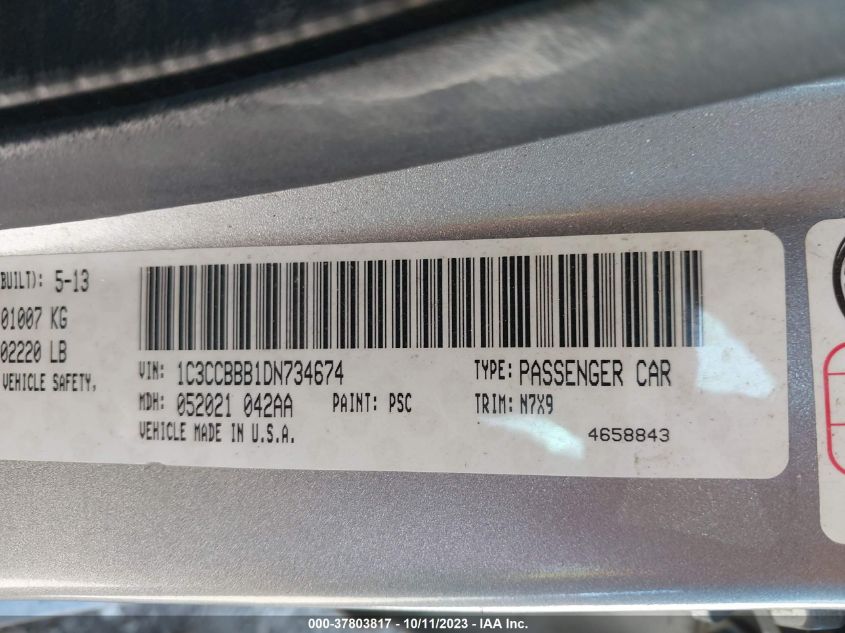 BUILT): 5-13
01007 KG
02220 LB
VEHICLE SAFETY,
VIN: 1C3CCBBB1DN734674 TYPE: PASSENGER CAR
MDH: 052021 042AA PAINT: PSC TRIM: N7X9
VEHICLE MADE IN U.S.A. 4658843
000-37803817 - 10/11/2023 - © IAA Inc.